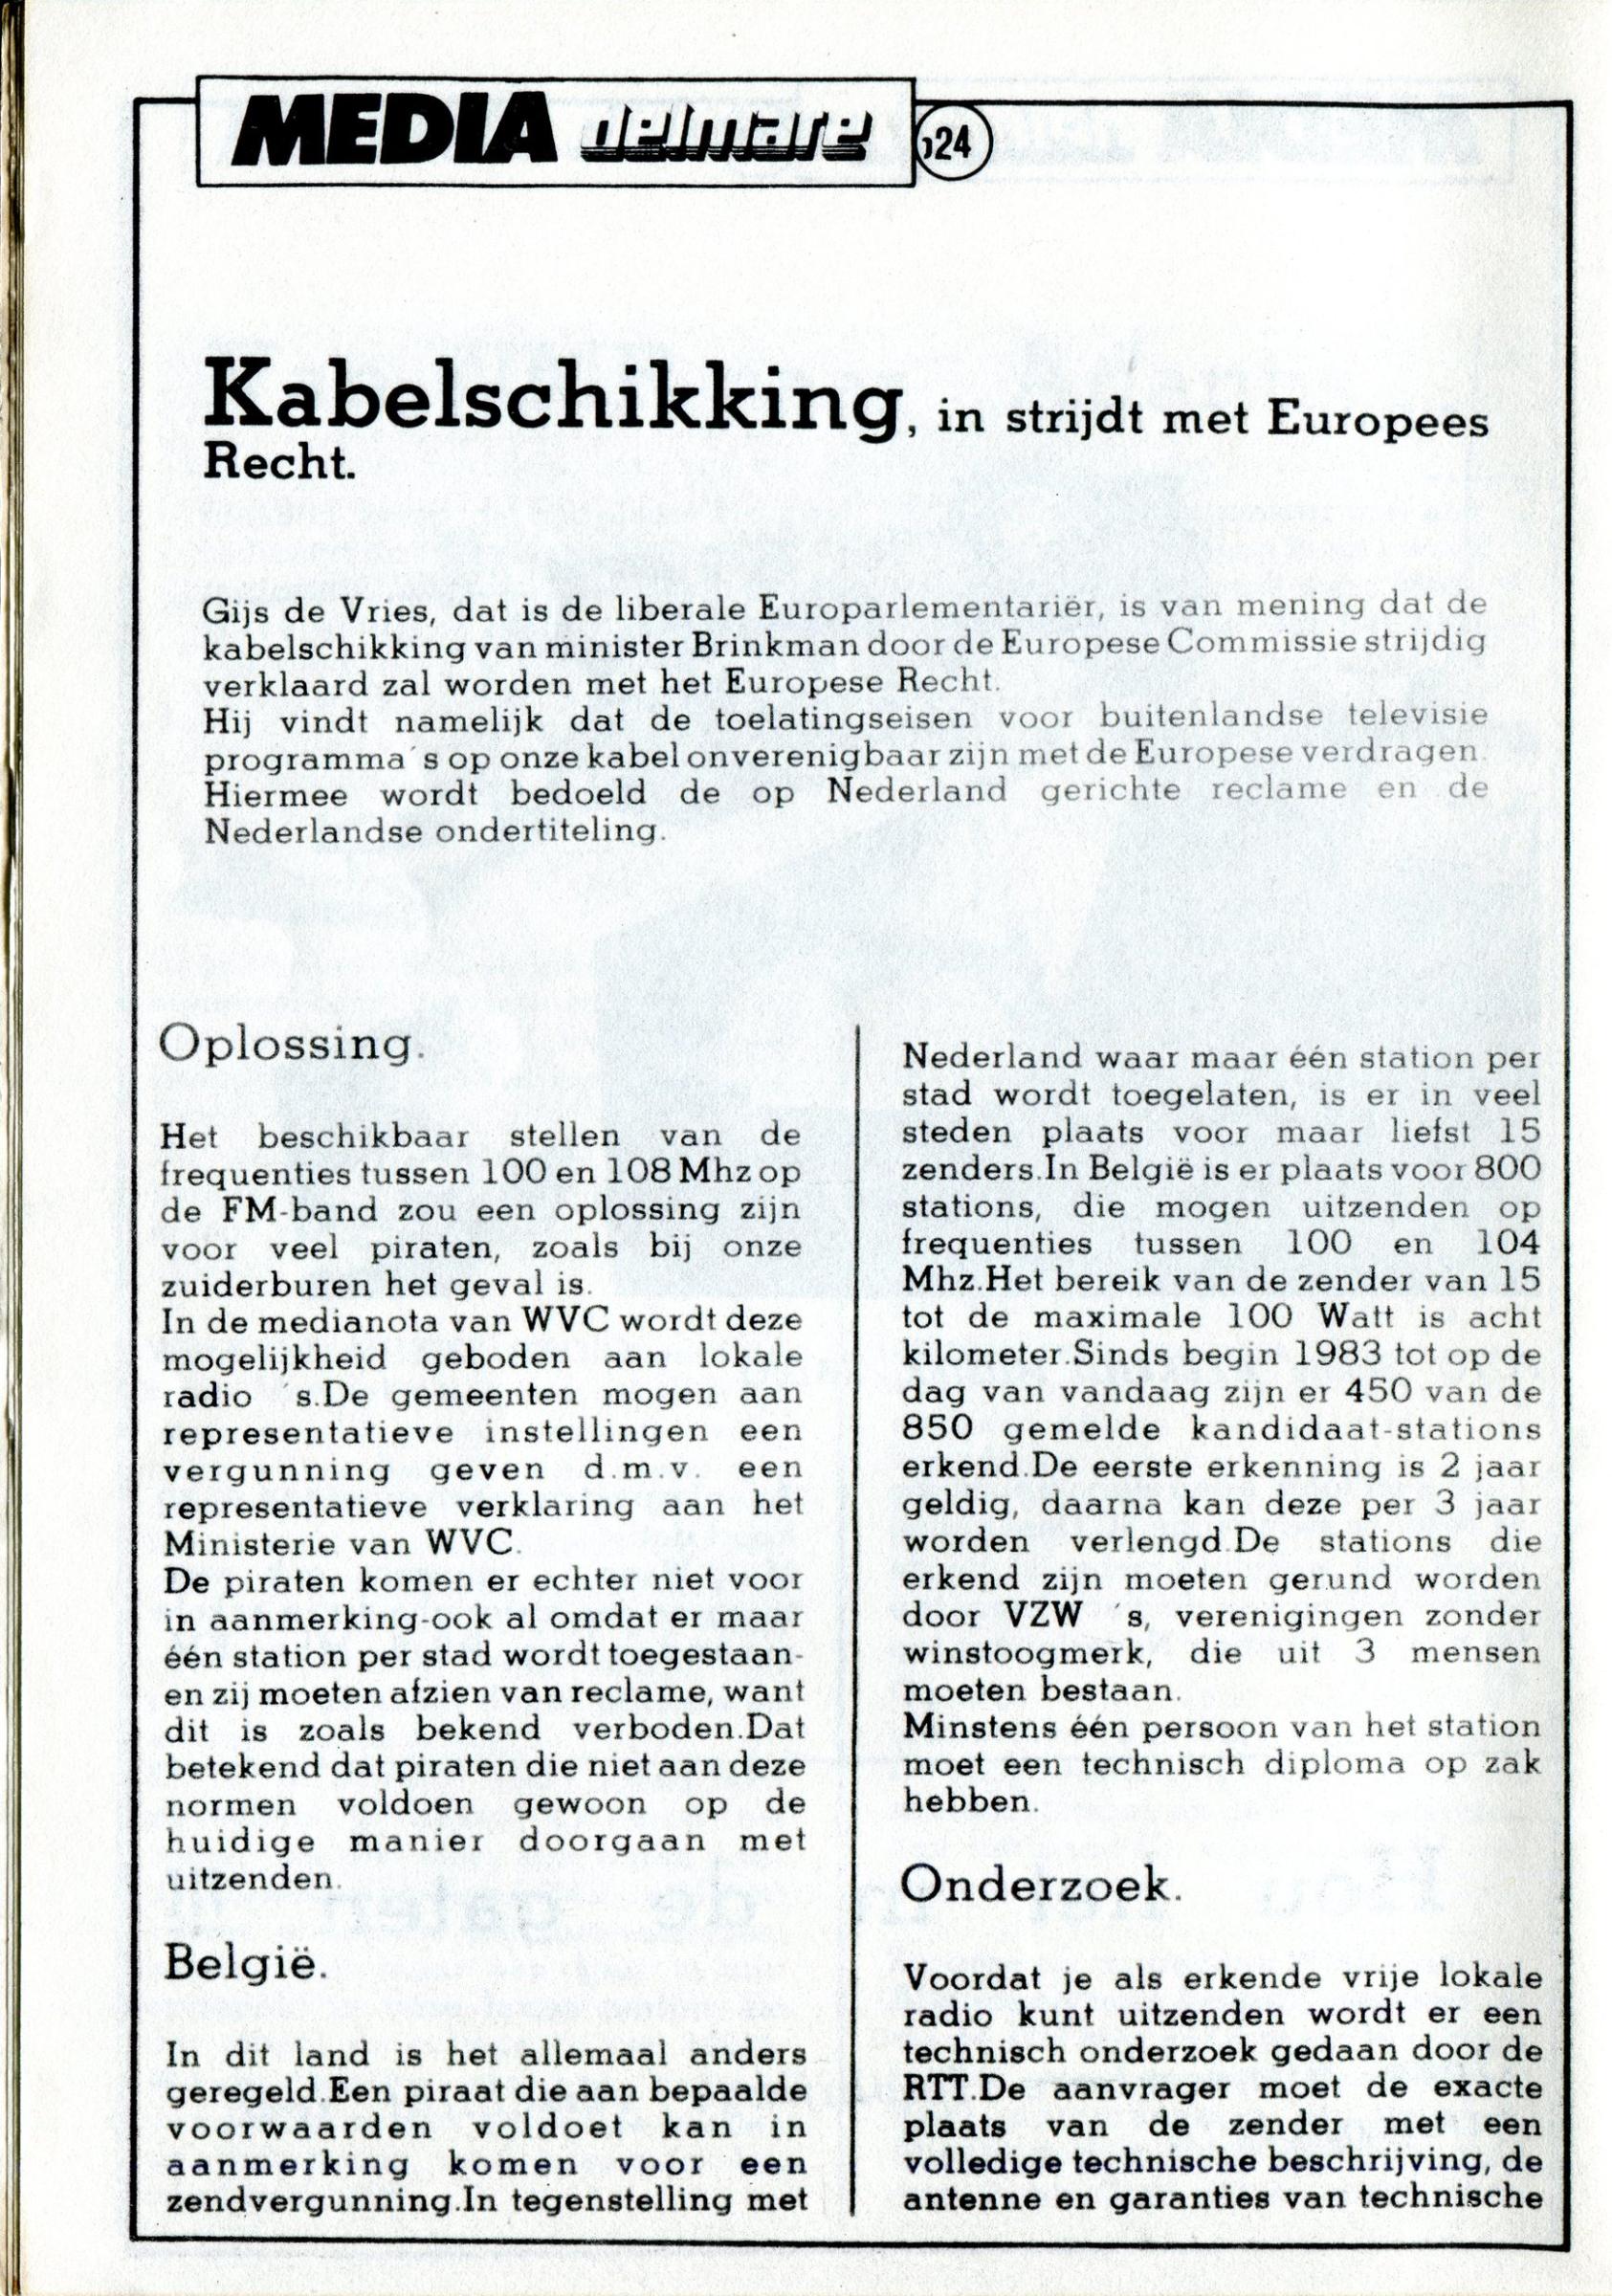 MEDIA delmare p24
Kabelschikking, in strijdt met Europees
Recht.
Gijs de Vries, dat is de liberale Europarlementariër, is van mening dat de
kabelschikking van minister Brinkman door de Europese Commissie strijdig
verklaard zal worden met het Europese Recht.
Hij vindt namelijk dat de toelatingseisen voor buitenlandse televisie
programma´s op onze kabel onverenigbaar zijn met de Europese verdragen.
Hiermee wordt bedoeld de op Nederland gerichte reclame en de
Nederlandse ondertiteling.
Oplossing.
Het beschikbaar stellen van de
frequenties tussen 100 en 108 Mhz op
de FM-band zou een oplossing zijn
voor veel piraten, zoals bij onze
zuiderburen het geval is.
In de medianota van WVC wordt deze
mogelijkheid geboden aan lokale
radio ´s.De gemeenten mogen aan
representatieve instellingen een
vergunning geven d.m.v. een
representatieve verklaring aan het
Ministerie van WVC.
De piraten komen er echter niet voor
in aanmerking-ook al omdat er maar
één station per stad wordt toegestaan-
en zij moeten afzien van reclame, want
dit is zoals bekend verboden.Dat
betekend dat piraten die niet aan deze
normen voldoen gewoon op de
huidige manier doorgaan met
uitzenden.
België.
In dit land is het allemaal anders
geregeld.Een piraat die aan bepaalde
voorwaarden voldoet kan in
aanmerking komen voor een
zendvergunning.In tegenstelling met
Nederland waar maar één station per
stad wordt toegelaten, is er in veel
steden plaats voor maar liefst 15
zenders.In België is er plaats voor 800
stations, die mogen uitzenden op
frequenties tussen 100 en 104
Mhz.Het bereik van de zender van 15
tot de maximale 100 Watt is acht
kilometer.Sinds begin 1983 tot op de
dag van vandaag zijn er 450 van de
850 gemelde kandidaat-stations
erkend.De eerste erkenning is 2 jaar
geldig, daarna kan deze per 3 jaar
worden verlengd.De stations die
erkend zijn moeten gerund worden
door VZW ´s, verenigingen zonder
winstoogmerk, die uit 3 mensen
moeten bestaan.
Minstens één persoon van het station
moet een technisch diploma op zak
hebben.
Onderzoek.
Voordat je als erkende vrije lokale
radio kunt uitzenden wordt er een
technisch onderzoek gedaan door de
RTT.De aanvrager moet de exacte
plaats van de zender met een
volledige technische beschrijving, de
antenne en garanties van technische